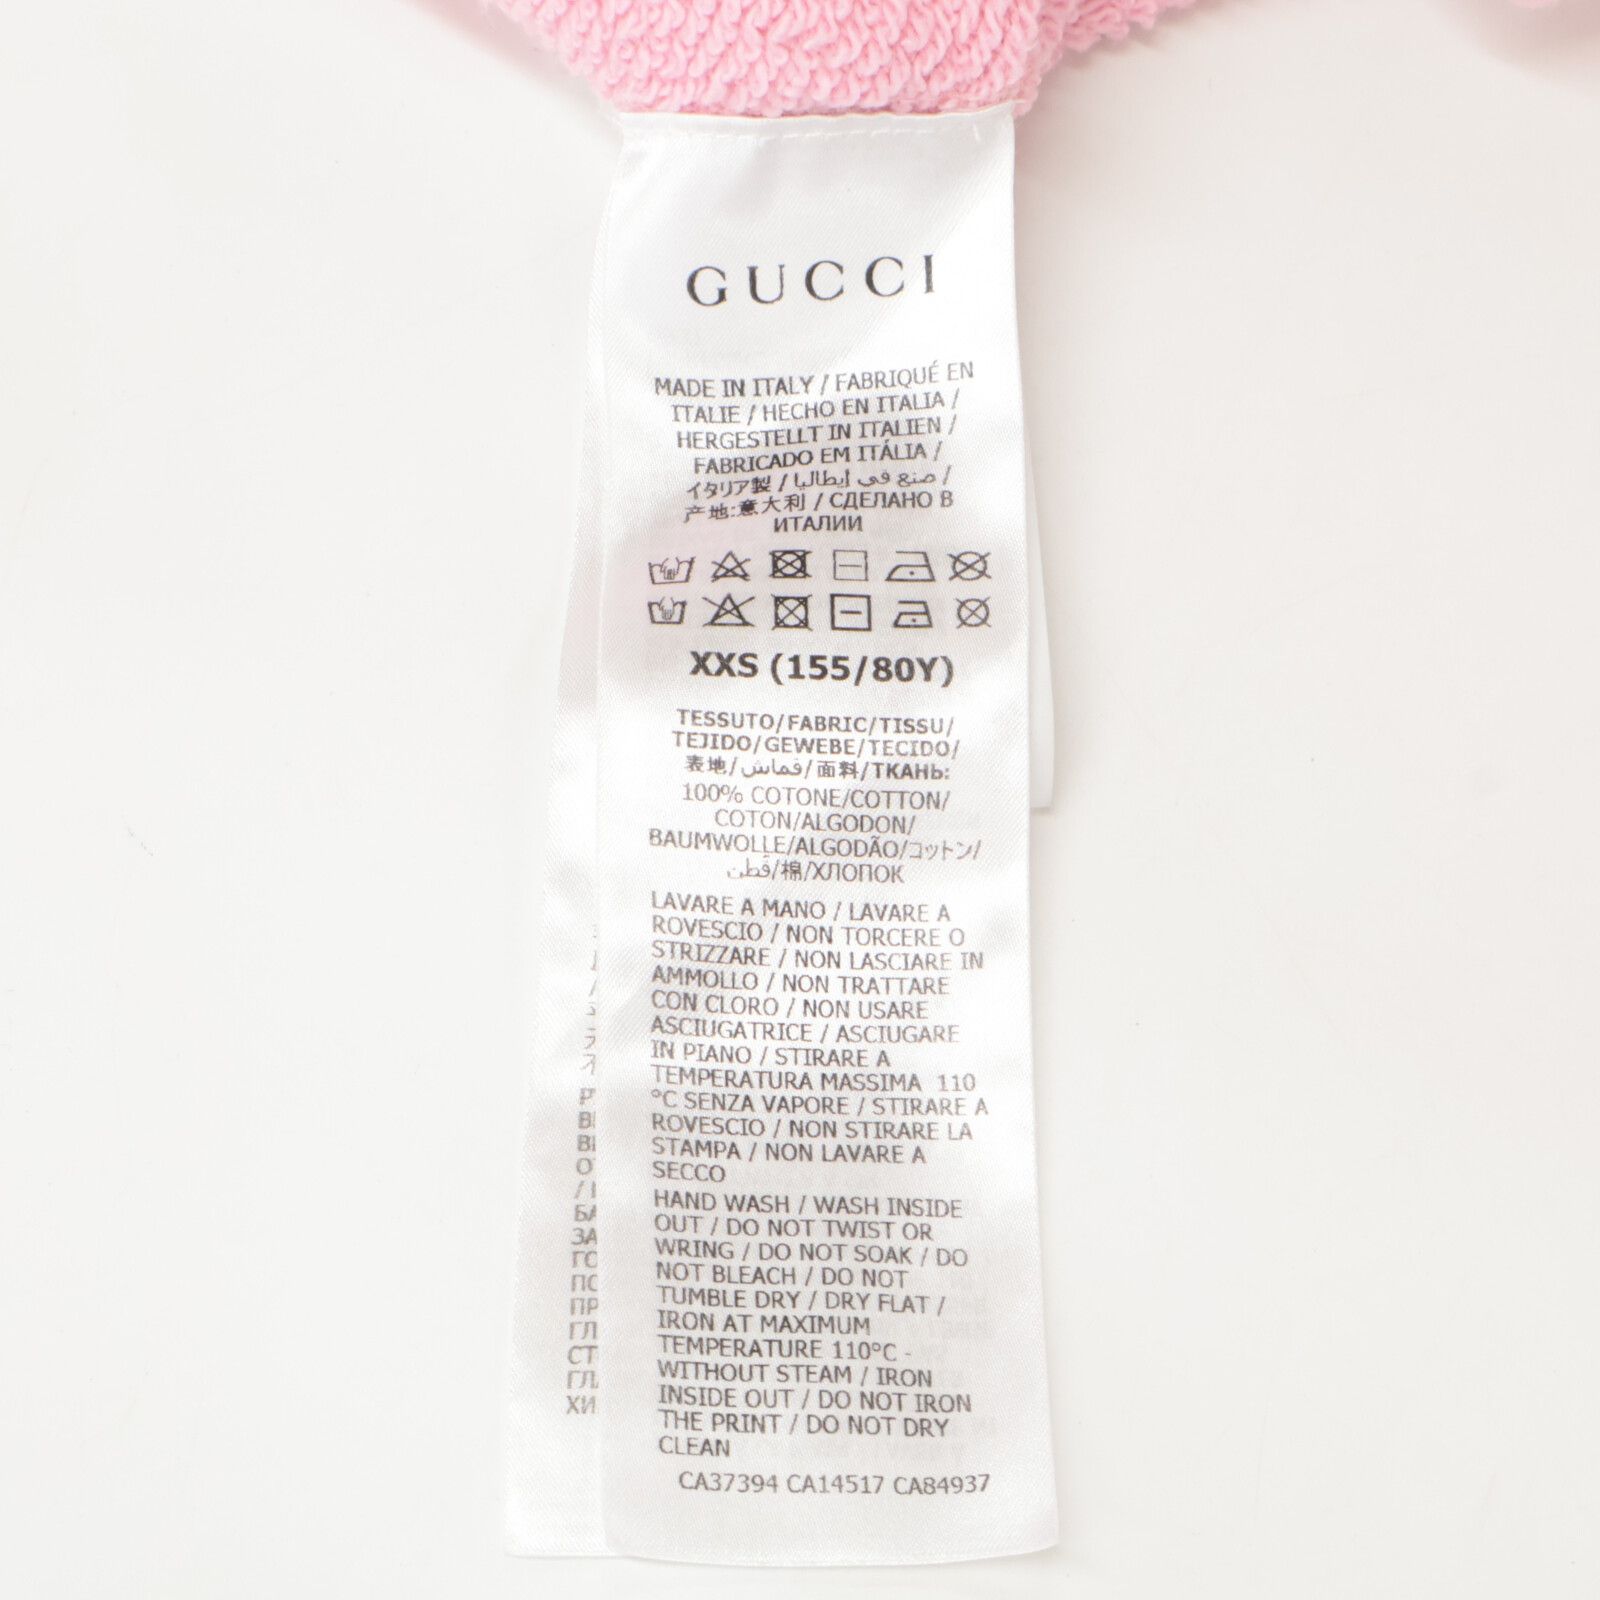 GUCCI
MADE IN ITALY / FABRIQUÉ EN
ITALIE / HECHO EN ITALIA /
HERGESTELLT IN ITALIEN /
FABRICADO EM ITÁLIA /
イタリア製 / صنع في إيطاليا /
产地:意大利 / СДЕЛАНО В
ИТАЛИИ
XXS (155/80Y)
TESSUTO/FABRIC/TISSU/
TEJIDO/GEWEBE/TECIDO/
表地/قماش/面料/ТКАНЬ:
100% COTONE/COTTON/
COTON/ALGODON/
BAUMWOLLE/ALGODÃO/コットン/
قطن/棉/ХЛОПОК
LAVARE A MANO / LAVARE A
ROVESCIO / NON TORCERE O
STRIZZARE / NON LASCIARE IN
AMMOLLO / NON TRATTARE
CON CLORO / NON USARE
ASCIUGATRICE / ASCIUGARE
IN PIANO / STIRARE A
TEMPERATURA MASSIMA 110
°C SENZA VAPORE / STIRARE A
ROVESCIO / NON STIRARE LA
STAMPA / NON LAVARE A
SECCO
HAND WASH / WASH INSIDE
OUT / DO NOT TWIST OR
WRING / DO NOT SOAK / DO
NOT BLEACH / DO NOT
TUMBLE DRY / DRY FLAT /
IRON AT MAXIMUM
TEMPERATURE 110°C -
WITHOUT STEAM / IRON
INSIDE OUT / DO NOT IRON
THE PRINT / DO NOT DRY
CLEAN
CA37394 CA14517 CA84937